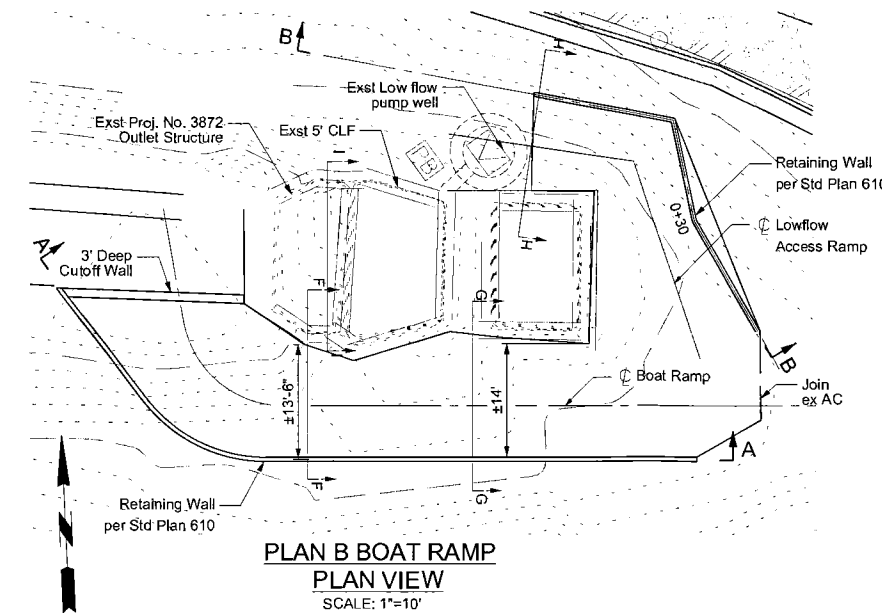 B
H
Exst Low flow
pump well
Exst Proj. No. 3872
Outlet Structure
Exst 5' CLF
I
PB
Retaining Wall
per Std Plan 610
0+30
℄ Lowflow
Access Ramp
A
3' Deep
Cutoff Wall
H
F
G
I
B
℄ Boat Ramp
±13'-6"
±14'
Join
ex AC
A
F
G
Retaining Wall
per Std Plan 610
PLAN B BOAT RAMP
PLAN VIEW
SCALE: 1"=10'